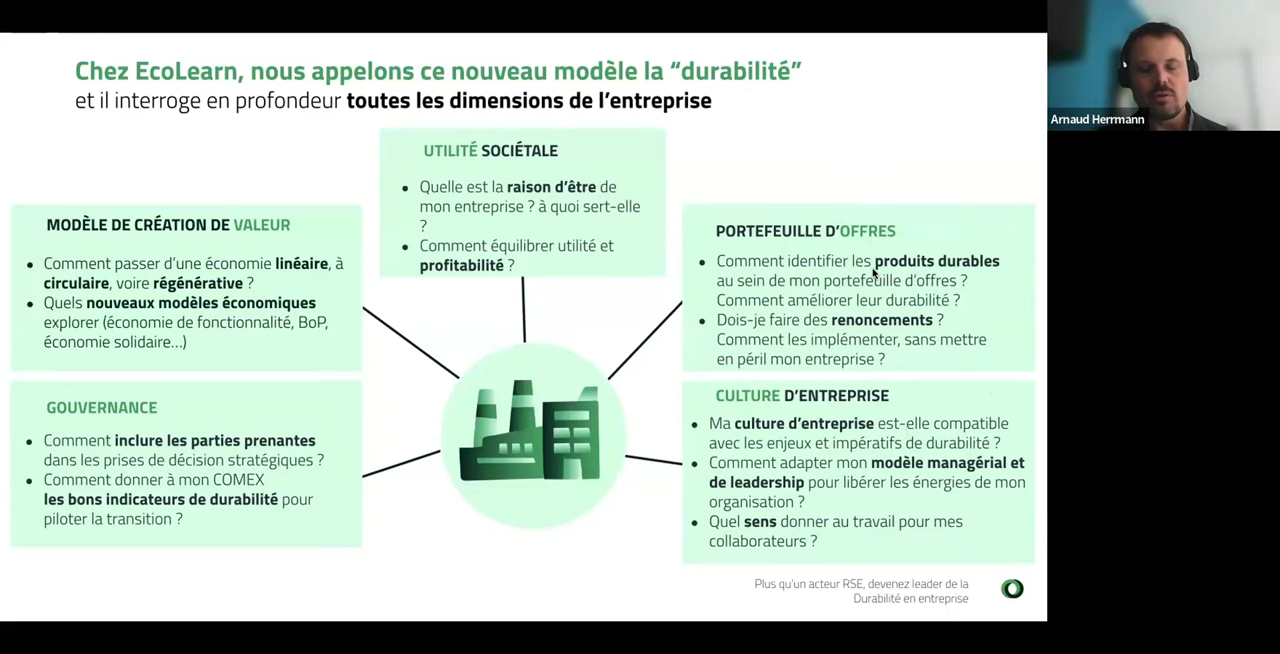 Chez EcoLearn, nous appelons ce nouveau modèle la “durabilité”
et il interroge en profondeur toutes les dimensions de l’entreprise
Arnaud Herrmann
UTILITÉ SOCIÉTALE
• Quelle est la raison d’être de
mon entreprise ? à quoi sert-elle
?
• Comment équilibrer utilité et
profitabilité ?
MODÈLE DE CRÉATION DE VALEUR
• Comment passer d’une économie linéaire, à
circulaire, voire régénérative ?
• Quels nouveaux modèles économiques
explorer (économie de fonctionnalité, BoP,
économie solidaire…)
PORTEFEUILLE D’OFFRES
• Comment identifier les produits durables
au sein de mon portefeuille d’offres ?
Comment améliorer leur durabilité ?
• Dois-je faire des renoncements ?
Comment les implémenter, sans mettre
en péril mon entreprise ?
GOUVERNANCE
• Comment inclure les parties prenantes
dans les prises de décision stratégiques ?
• Comment donner à mon COMEX
les bons indicateurs de durabilité pour
piloter la transition ?
CULTURE D’ENTREPRISE
• Ma culture d’entreprise est-elle compatible
avec les enjeux et impératifs de durabilité ?
• Comment adapter mon modèle managérial et
de leadership pour libérer les énergies de mon
organisation ?
• Quel sens donner au travail pour mes
collaborateurs ?
Plus qu’un acteur RSE, devenez leader de la
Durabilité en entreprise